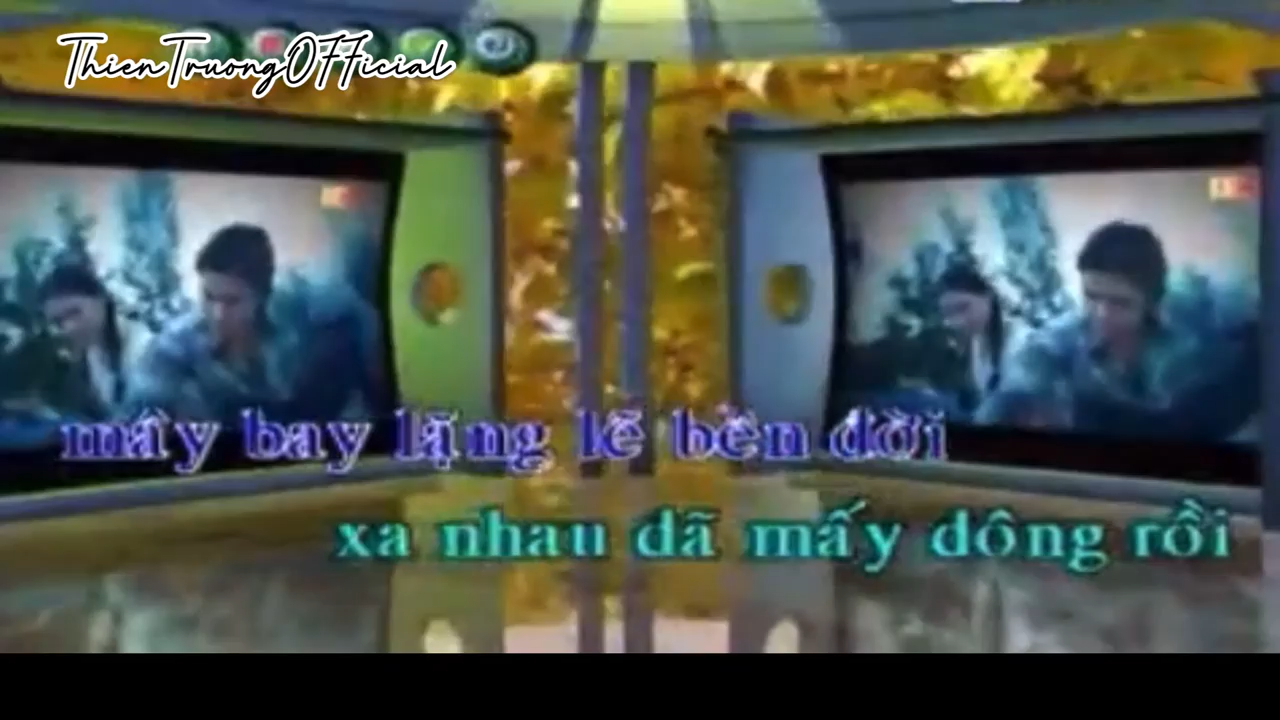 ThienTruongOFFicial
mây bay lặng lẽ bên đời
xa nhau đã mấy đông rồi